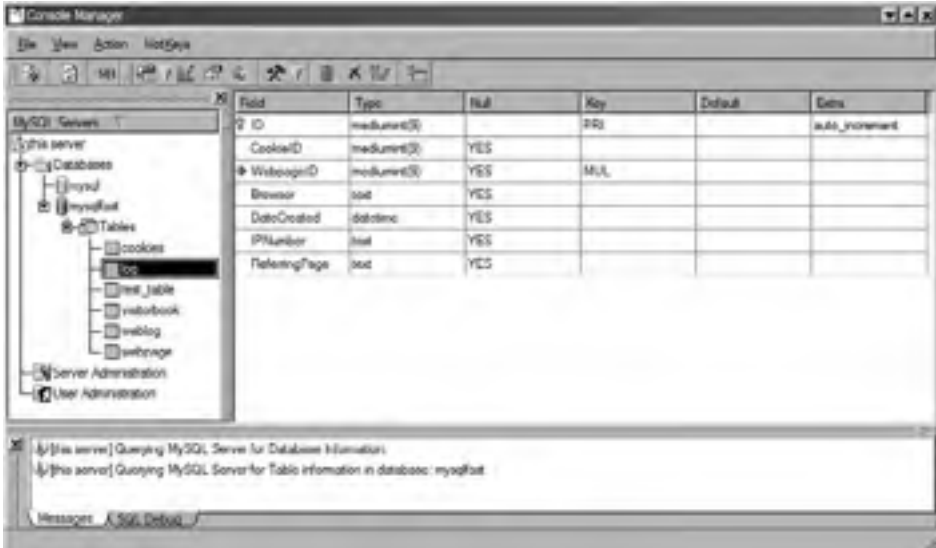 Console Manager
File View Action HotKeys
MySQL Servers
[this server]
Databases
mysql
mysqlfast
Tables
cookies
log
test_table
visitorbook
weblog
webpage
Server Administration
User Administration
Field Type Null Key Default Extra
ID mediumint(9) PRI auto_increment
CookieID mediumint(9) YES
WebpageID mediumint(9) YES MUL
Browser text YES
DateCreated datetime YES
IPNumber text YES
ReferringPage text YES
[this server] Querying MySQL Server for Database Information.
[this server] Querying MySQL Server for Table information in database: mysqlfast
Messages SQL Debug